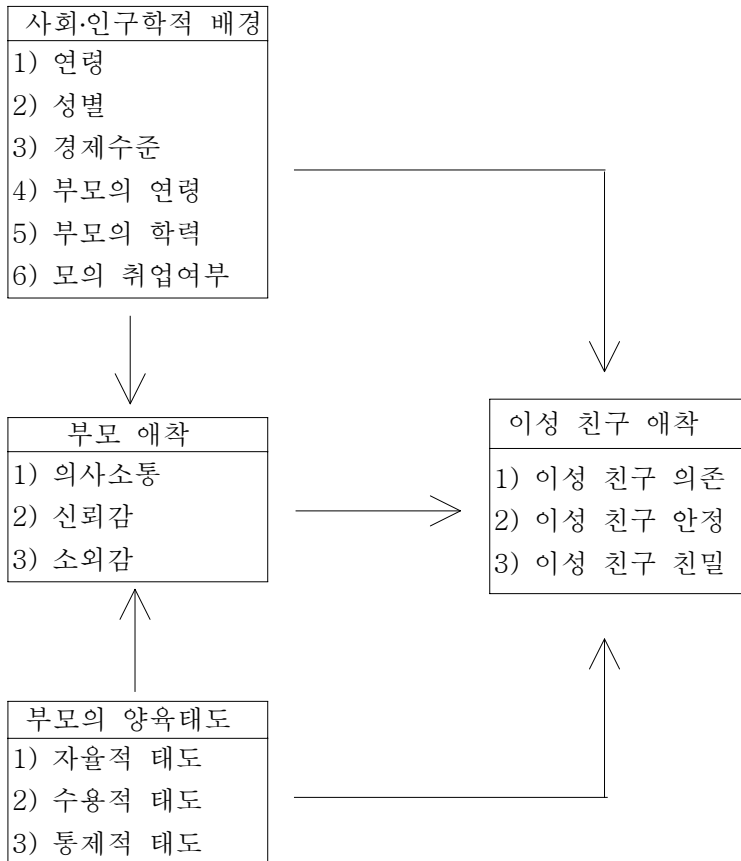 사회·인구학적 배경
1) 연령
2) 성별
3) 경제수준
4) 부모의 연령
5) 부모의 학력
6) 모의 취업여부
부모 애착
1) 의사소통
2) 신뢰감
3) 소외감
이성 친구 애착
1) 이성 친구 의존
2) 이성 친구 안정
3) 이성 친구 친밀
부모의 양육태도
1) 자율적 태도
2) 수용적 태도
3) 통제적 태도